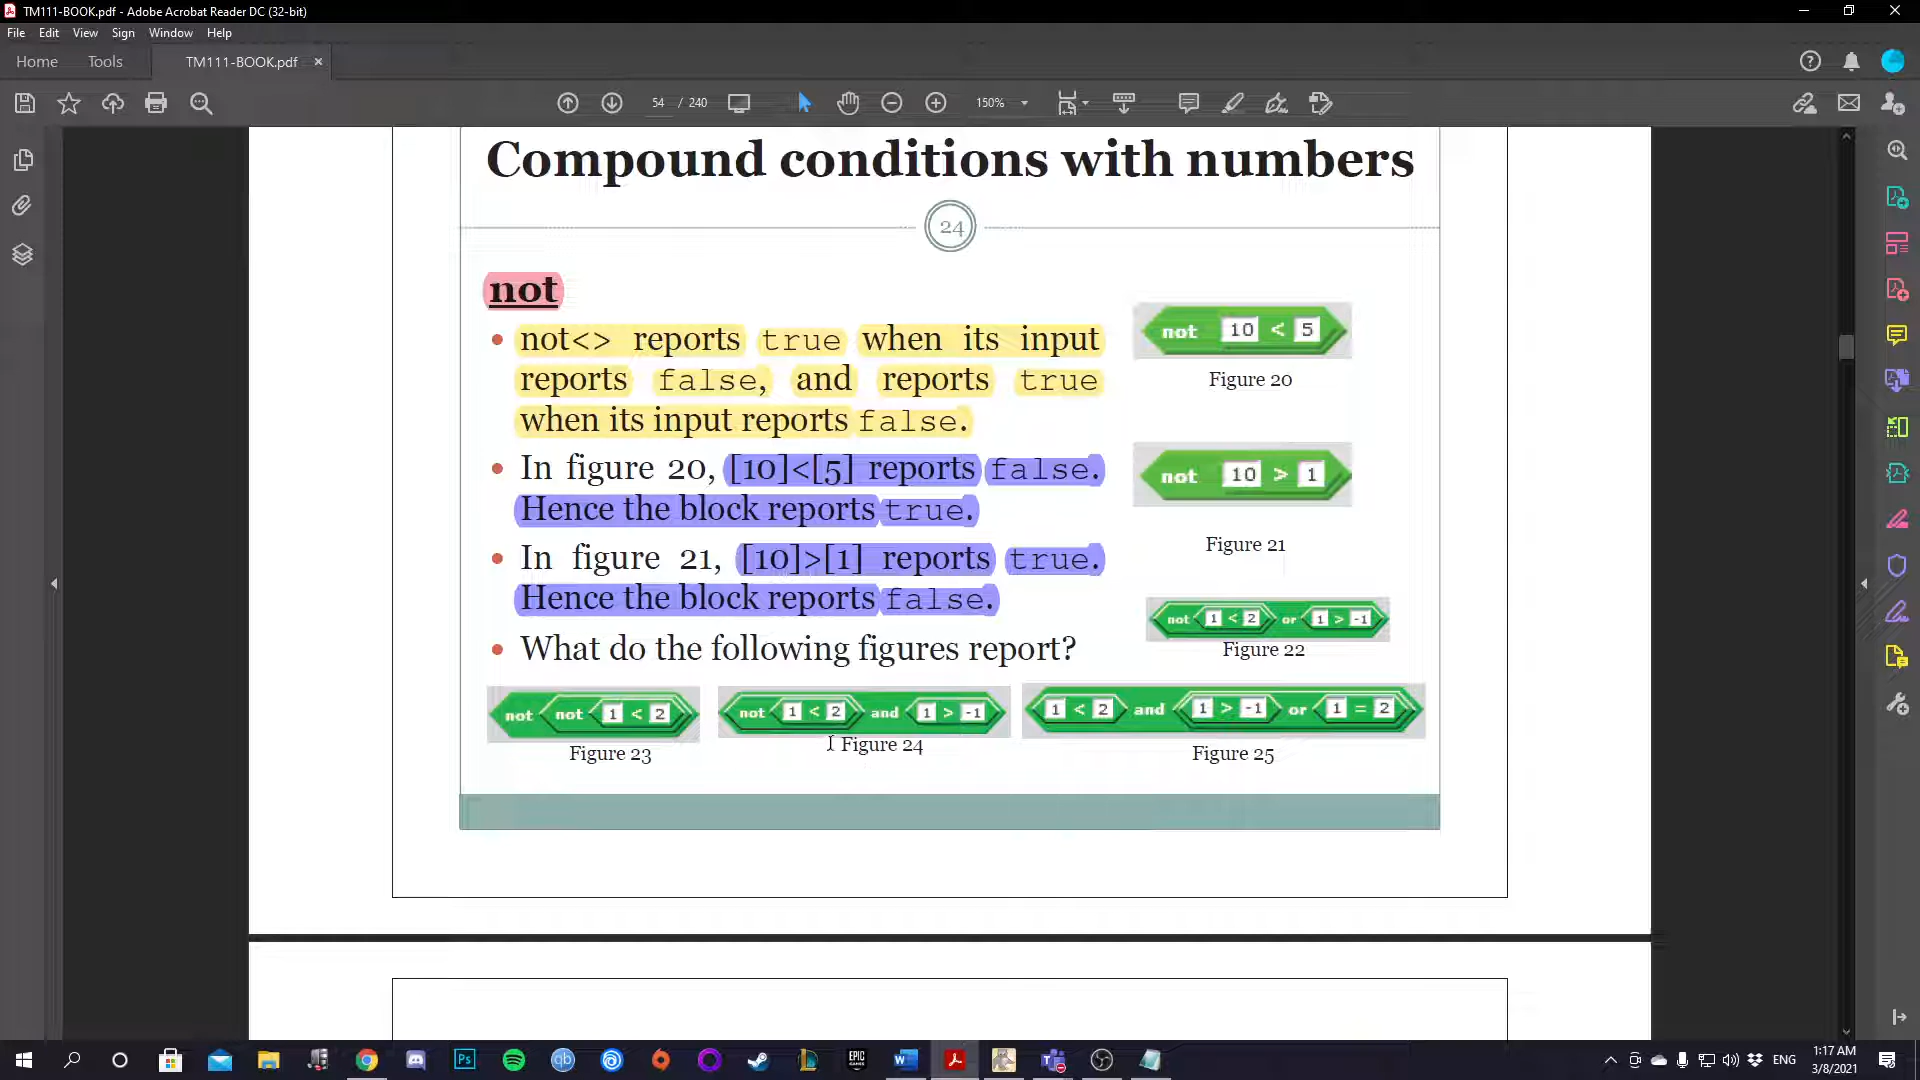 TM111-BOOK.pdf - Adobe Acrobat Reader DC (32-bit)
File Edit View Sign Window Help
Home Tools TM111-BOOK.pdf ×
54 / 240 150%
Compound conditions with numbers
24
not
• not<> reports true when its input
reports false, and reports true
when its input reports false.
• In figure 20, [10]<[5] reports false.
Hence the block reports true.
• In figure 21, [10]>[1] reports true.
Hence the block reports false.
• What do the following figures report?
not 10 < 5
Figure 20
not 10 > 1
Figure 21
not 1 < 2 or 1 > -1
Figure 22
not not 1 < 2
Figure 23
not 1 < 2 and 1 > -1
Figure 24
1 < 2 and 1 > -1 or 1 = 2
Figure 25
Ps qb EPIC GAMES W ENG 1:17 AM
3/8/2021